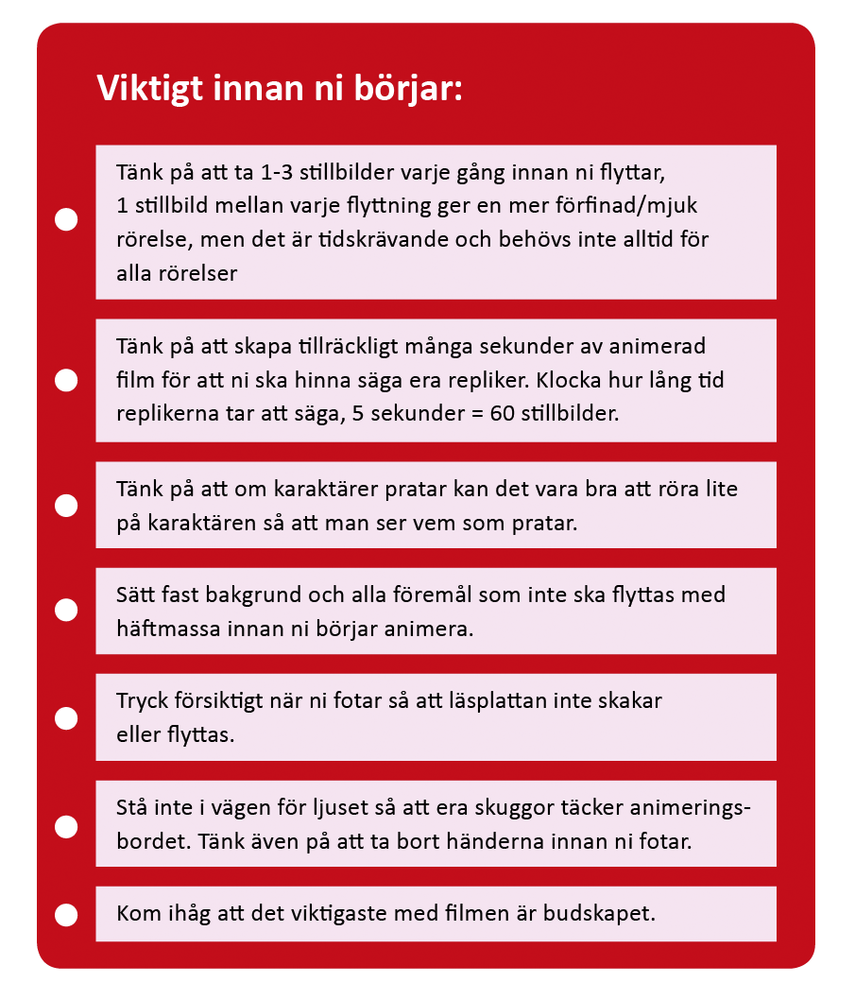 Viktigt innan ni börjar:
Tänk på att ta 1-3 stillbilder varje gång innan ni flyttar,
1 stillbild mellan varje flyttning ger en mer förfinad/mjuk
rörelse, men det är tidskrävande och behövs inte alltid för
alla rörelser
Tänk på att skapa tillräckligt många sekunder av animerad
film för att ni ska hinna säga era repliker. Klocka hur lång tid
replikerna tar att säga, 5 sekunder = 60 stillbilder.
Tänk på att om karaktärer pratar kan det vara bra att röra lite
på karaktären så att man ser vem som pratar.
Sätt fast bakgrund och alla föremål som inte ska flyttas med
häftmassa innan ni börjar animera.
Tryck försiktigt när ni fotar så att läsplattan inte skakar
eller flyttas.
Stå inte i vägen för ljuset så att era skuggor täcker animerings-
bordet. Tänk även på att ta bort händerna innan ni fotar.
Kom ihåg att det viktigaste med filmen är budskapet.